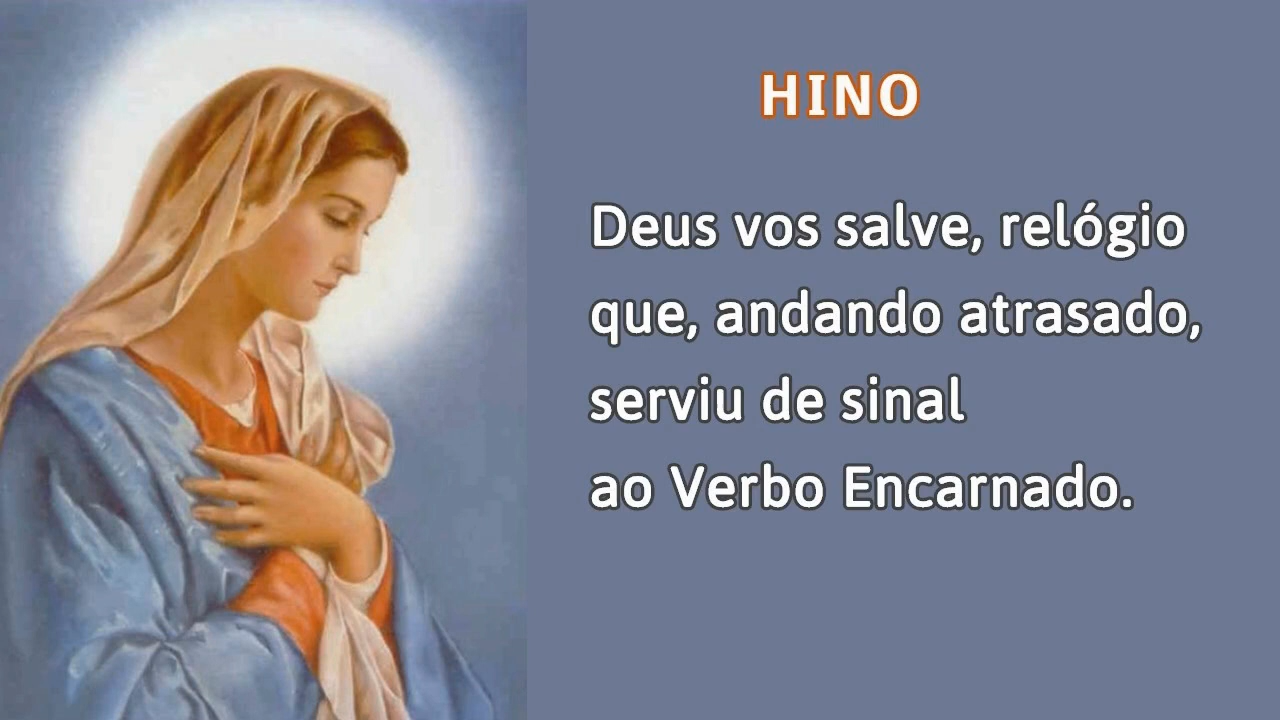 HINO
Deus vos salve, relógio
que, andando atrasado,
serviu de sinal
ao Verbo Encarnado.